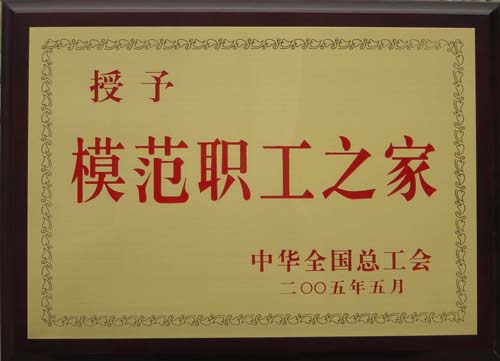 授予
模范职工之家
中华全国总工会
二〇〇五年五月